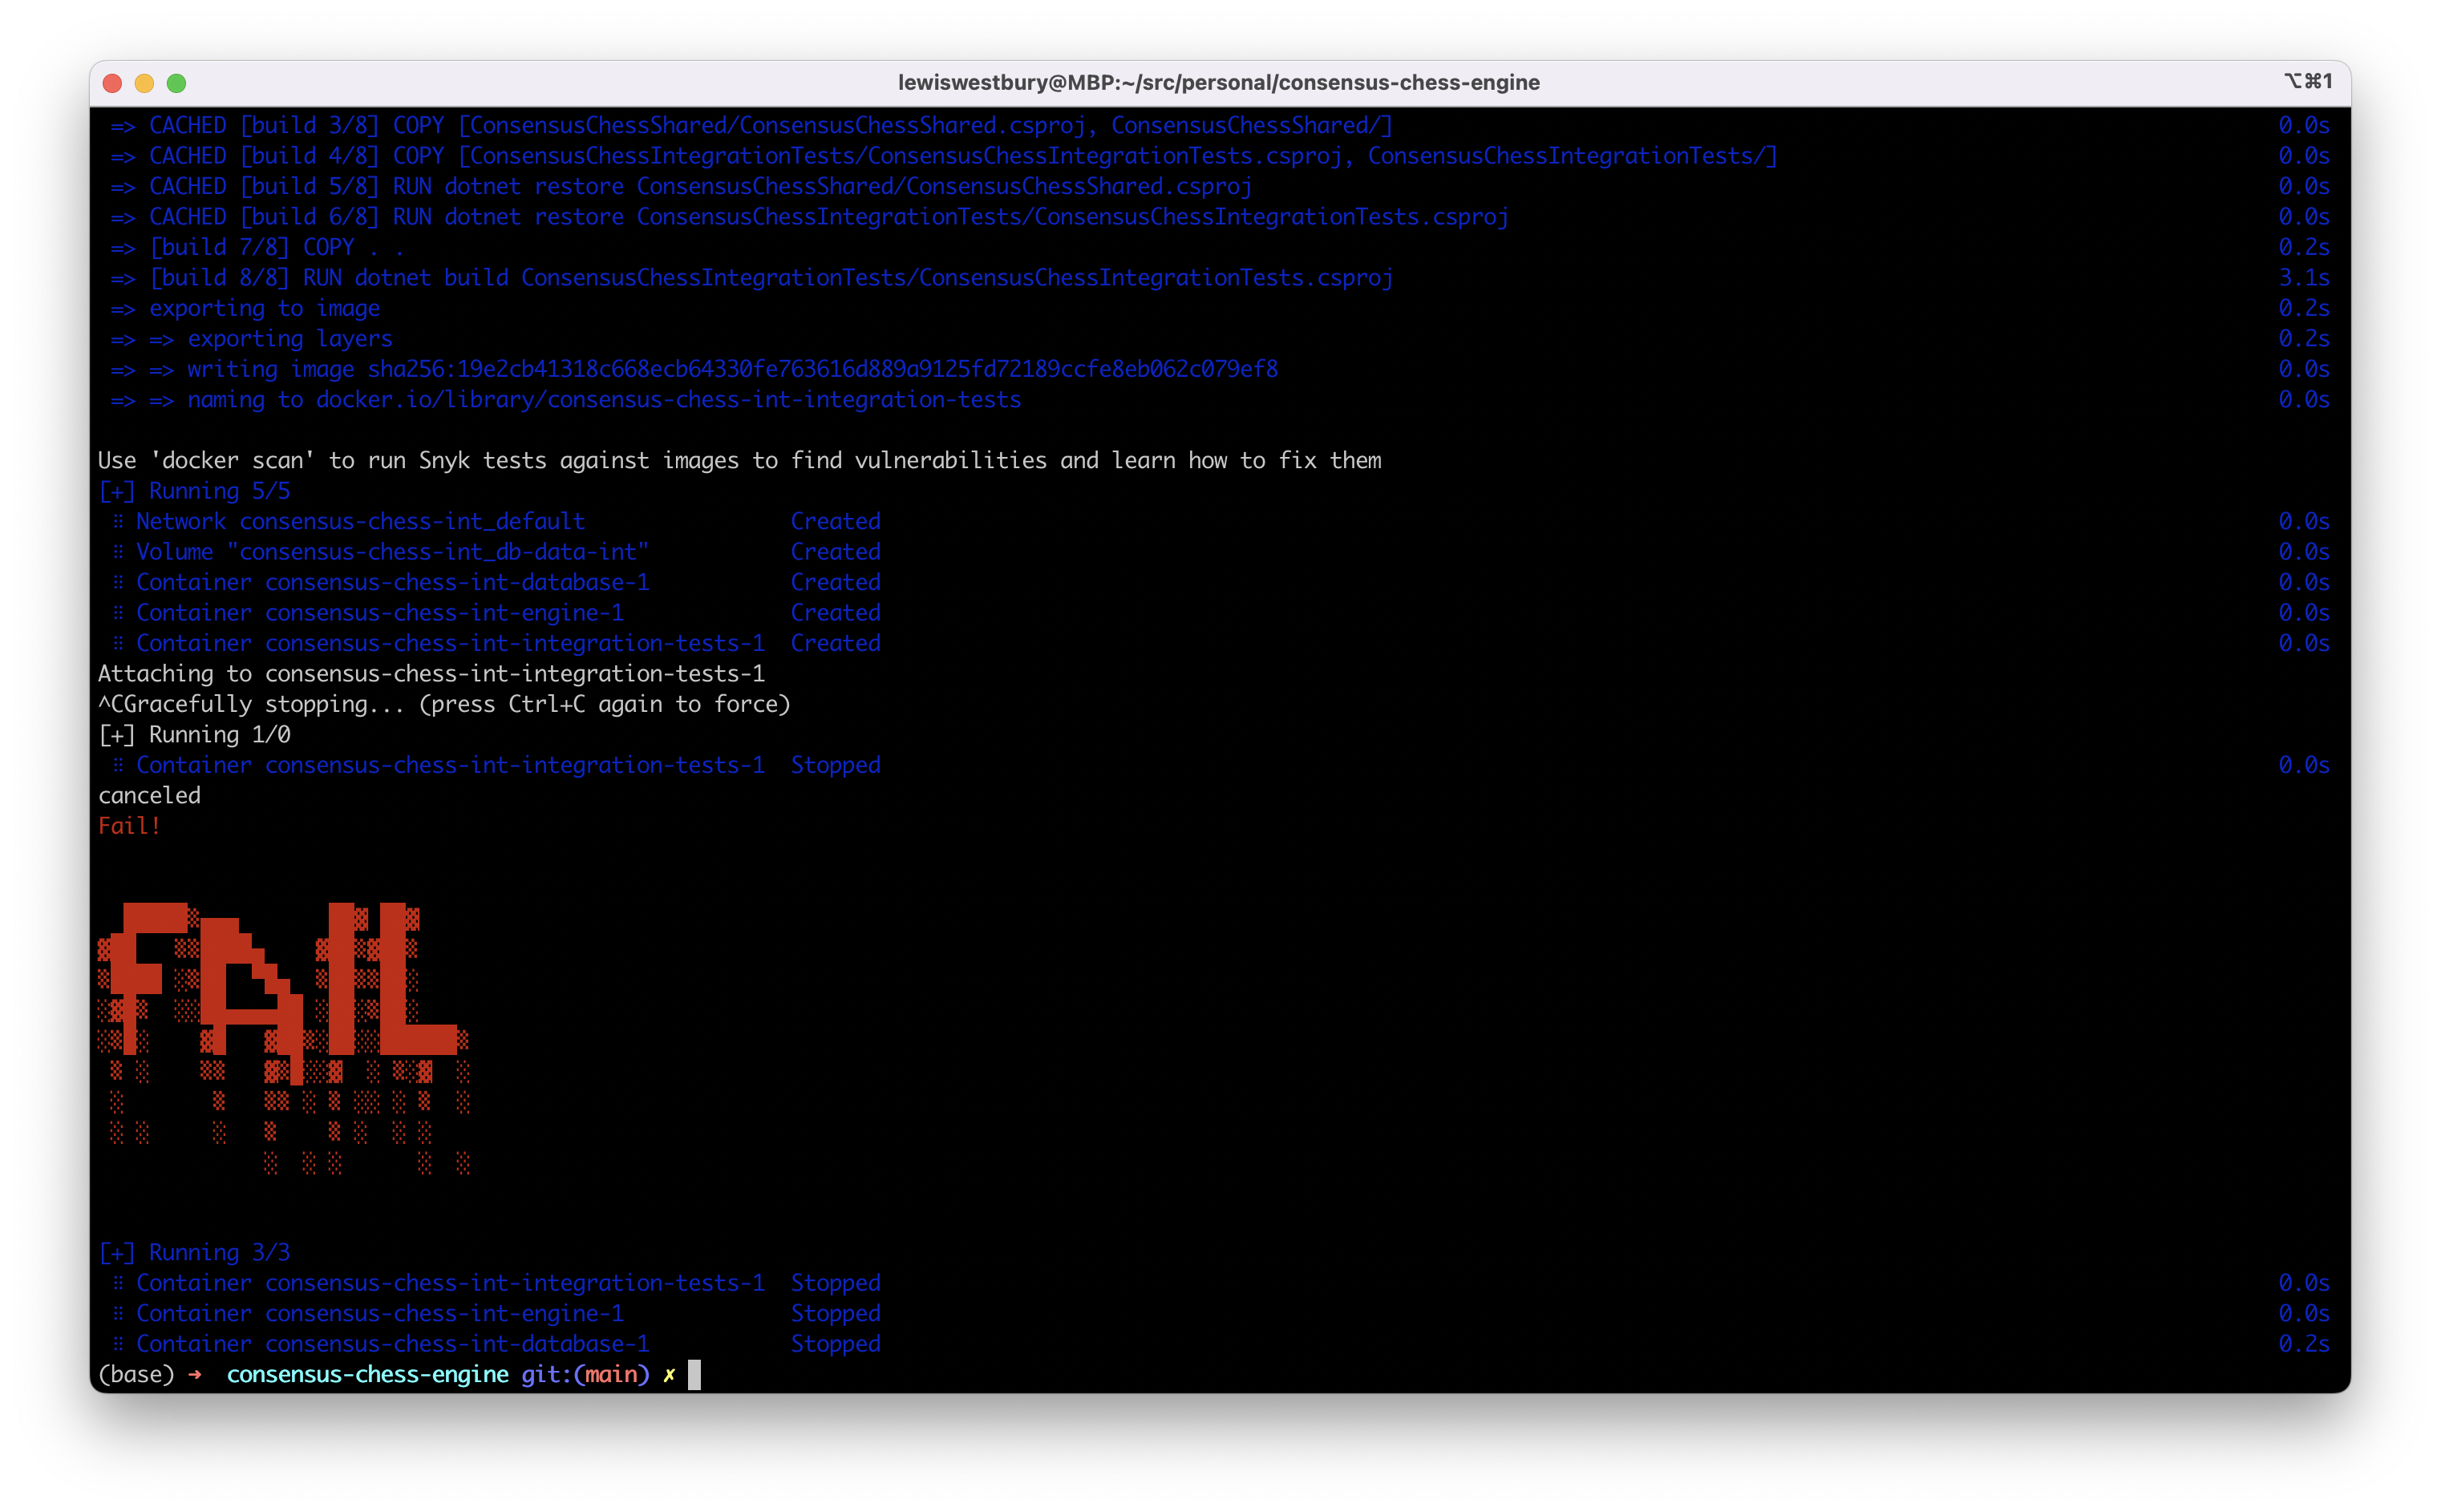 lewiswestbury@MBP:~/src/personal/consensus-chess-engine ⌥⌘1
=> CACHED [build 3/8] COPY [ConsensusChessShared/ConsensusChessShared.csproj, ConsensusChessShared/] 0.0s
=> CACHED [build 4/8] COPY [ConsensusChessIntegrationTests/ConsensusChessIntegrationTests.csproj, ConsensusChessIntegrationTests/] 0.0s
=> CACHED [build 5/8] RUN dotnet restore ConsensusChessShared/ConsensusChessShared.csproj 0.0s
=> CACHED [build 6/8] RUN dotnet restore ConsensusChessIntegrationTests/ConsensusChessIntegrationTests.csproj 0.0s
=> [build 7/8] COPY . . 0.2s
=> [build 8/8] RUN dotnet build ConsensusChessIntegrationTests/ConsensusChessIntegrationTests.csproj 3.1s
=> exporting to image 0.2s
=> => exporting layers 0.2s
=> => writing image sha256:19e2cb41318c668ecb64330fe763616d889a9125fd72189ccfe8eb062c079ef8 0.0s
=> => naming to docker.io/library/consensus-chess-int-integration-tests 0.0s
Use 'docker scan' to run Snyk tests against images to find vulnerabilities and learn how to fix them
[+] Running 5/5
⠿ Network consensus-chess-int_default Created 0.0s
⠿ Volume "consensus-chess-int_db-data-int" Created 0.0s
⠿ Container consensus-chess-int-database-1 Created 0.0s
⠿ Container consensus-chess-int-engine-1 Created 0.0s
⠿ Container consensus-chess-int-integration-tests-1 Created 0.0s
Attaching to consensus-chess-int-integration-tests-1
^CGracefully stopping... (press Ctrl+C again to force)
[+] Running 1/0
⠿ Container consensus-chess-int-integration-tests-1 Stopped 0.0s
canceled
Fail!
FAIL
[+] Running 3/3
⠿ Container consensus-chess-int-integration-tests-1 Stopped 0.0s
⠿ Container consensus-chess-int-engine-1 Stopped 0.0s
⠿ Container consensus-chess-int-database-1 Stopped 0.2s
(base) ➜ consensus-chess-engine git:(main) ✗